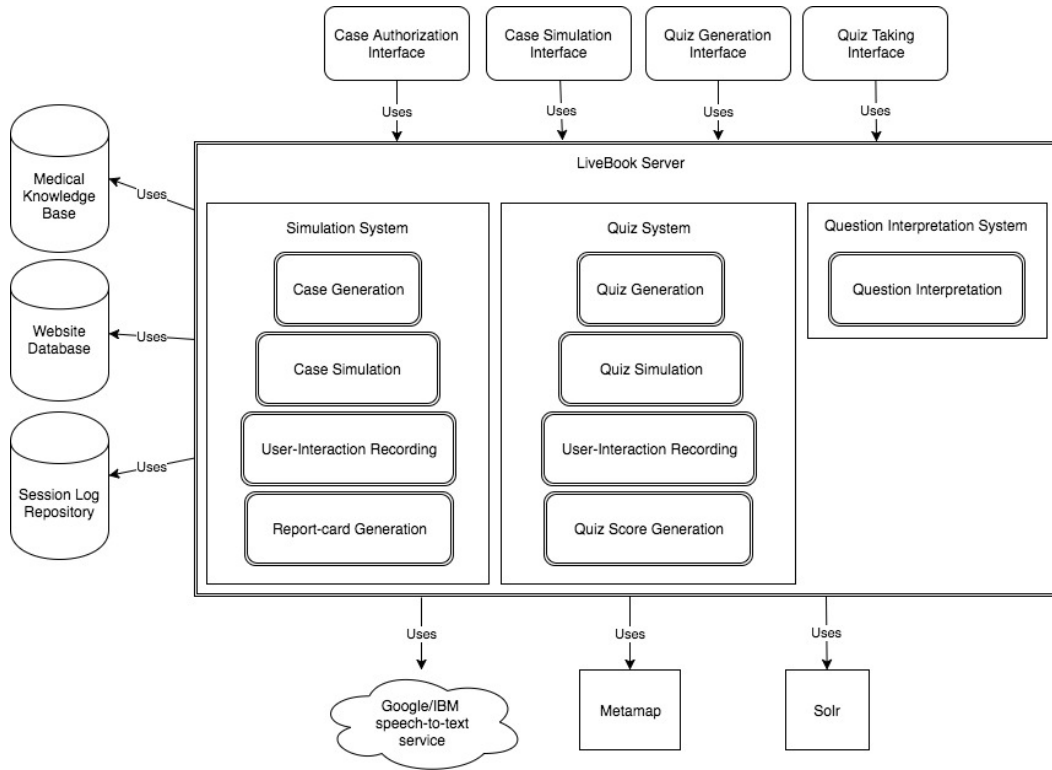 Case Authorization
Interface
Case Simulation
Interface
Quiz Generation
Interface
Quiz Taking
Interface
Uses
Uses
Uses
Uses
LiveBook Server
Medical
Knowledge
Base
Uses
Website
Database
Uses
Session Log
Repository
Uses
Simulation System
Case Generation
Case Simulation
User-Interaction Recording
Report-card Generation
Quiz System
Quiz Generation
Quiz Simulation
User-Interaction Recording
Quiz Score Generation
Question Interpretation System
Question Interpretation
Uses
Uses
Uses
Google/IBM
speech-to-text
service
Metamap
Solr